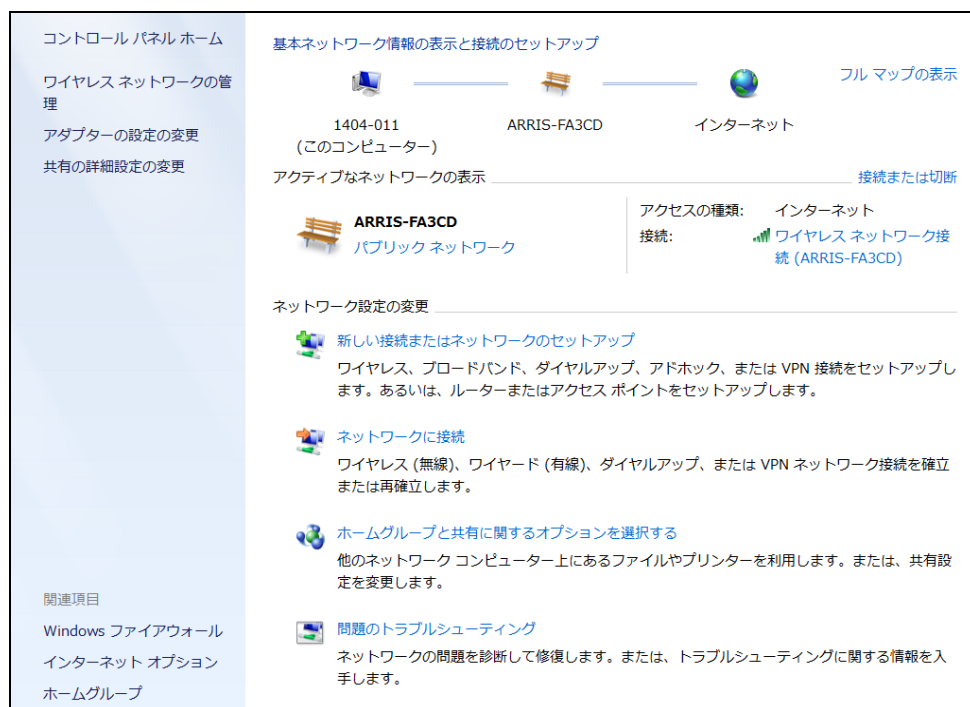 コントロール パネル ホーム
ワイヤレス ネットワークの管
理
アダプターの設定の変更
共有の詳細設定の変更
関連項目
Windows ファイアウォール
インターネット オプション
ホームグループ
基本ネットワーク情報の表示と接続のセットアップ
フル マップの表示
1404-011
(このコンピューター)
ARRIS-FA3CD
インターネット
アクティブなネットワークの表示
接続または切断
ARRIS-FA3CD
パブリック ネットワーク
アクセスの種類: インターネット
接続: ワイヤレス ネットワーク接
続 (ARRIS-FA3CD)
ネットワーク設定の変更
新しい接続またはネットワークのセットアップ
ワイヤレス、ブロードバンド、ダイヤルアップ、アドホック、または VPN 接続をセットアップし
ます。あるいは、ルーターまたはアクセス ポイントをセットアップします。
ネットワークに接続
ワイヤレス (無線)、ワイヤード (有線)、ダイヤルアップ、または VPN ネットワーク接続を確立
または再確立します。
ホームグループと共有に関するオプションを選択する
他のネットワーク コンピューター上にあるファイルやプリンターを利用します。または、共有設
定を変更します。
問題のトラブルシューティング
ネットワークの問題を診断して修復します。または、トラブルシューティングに関する情報を入
手します。